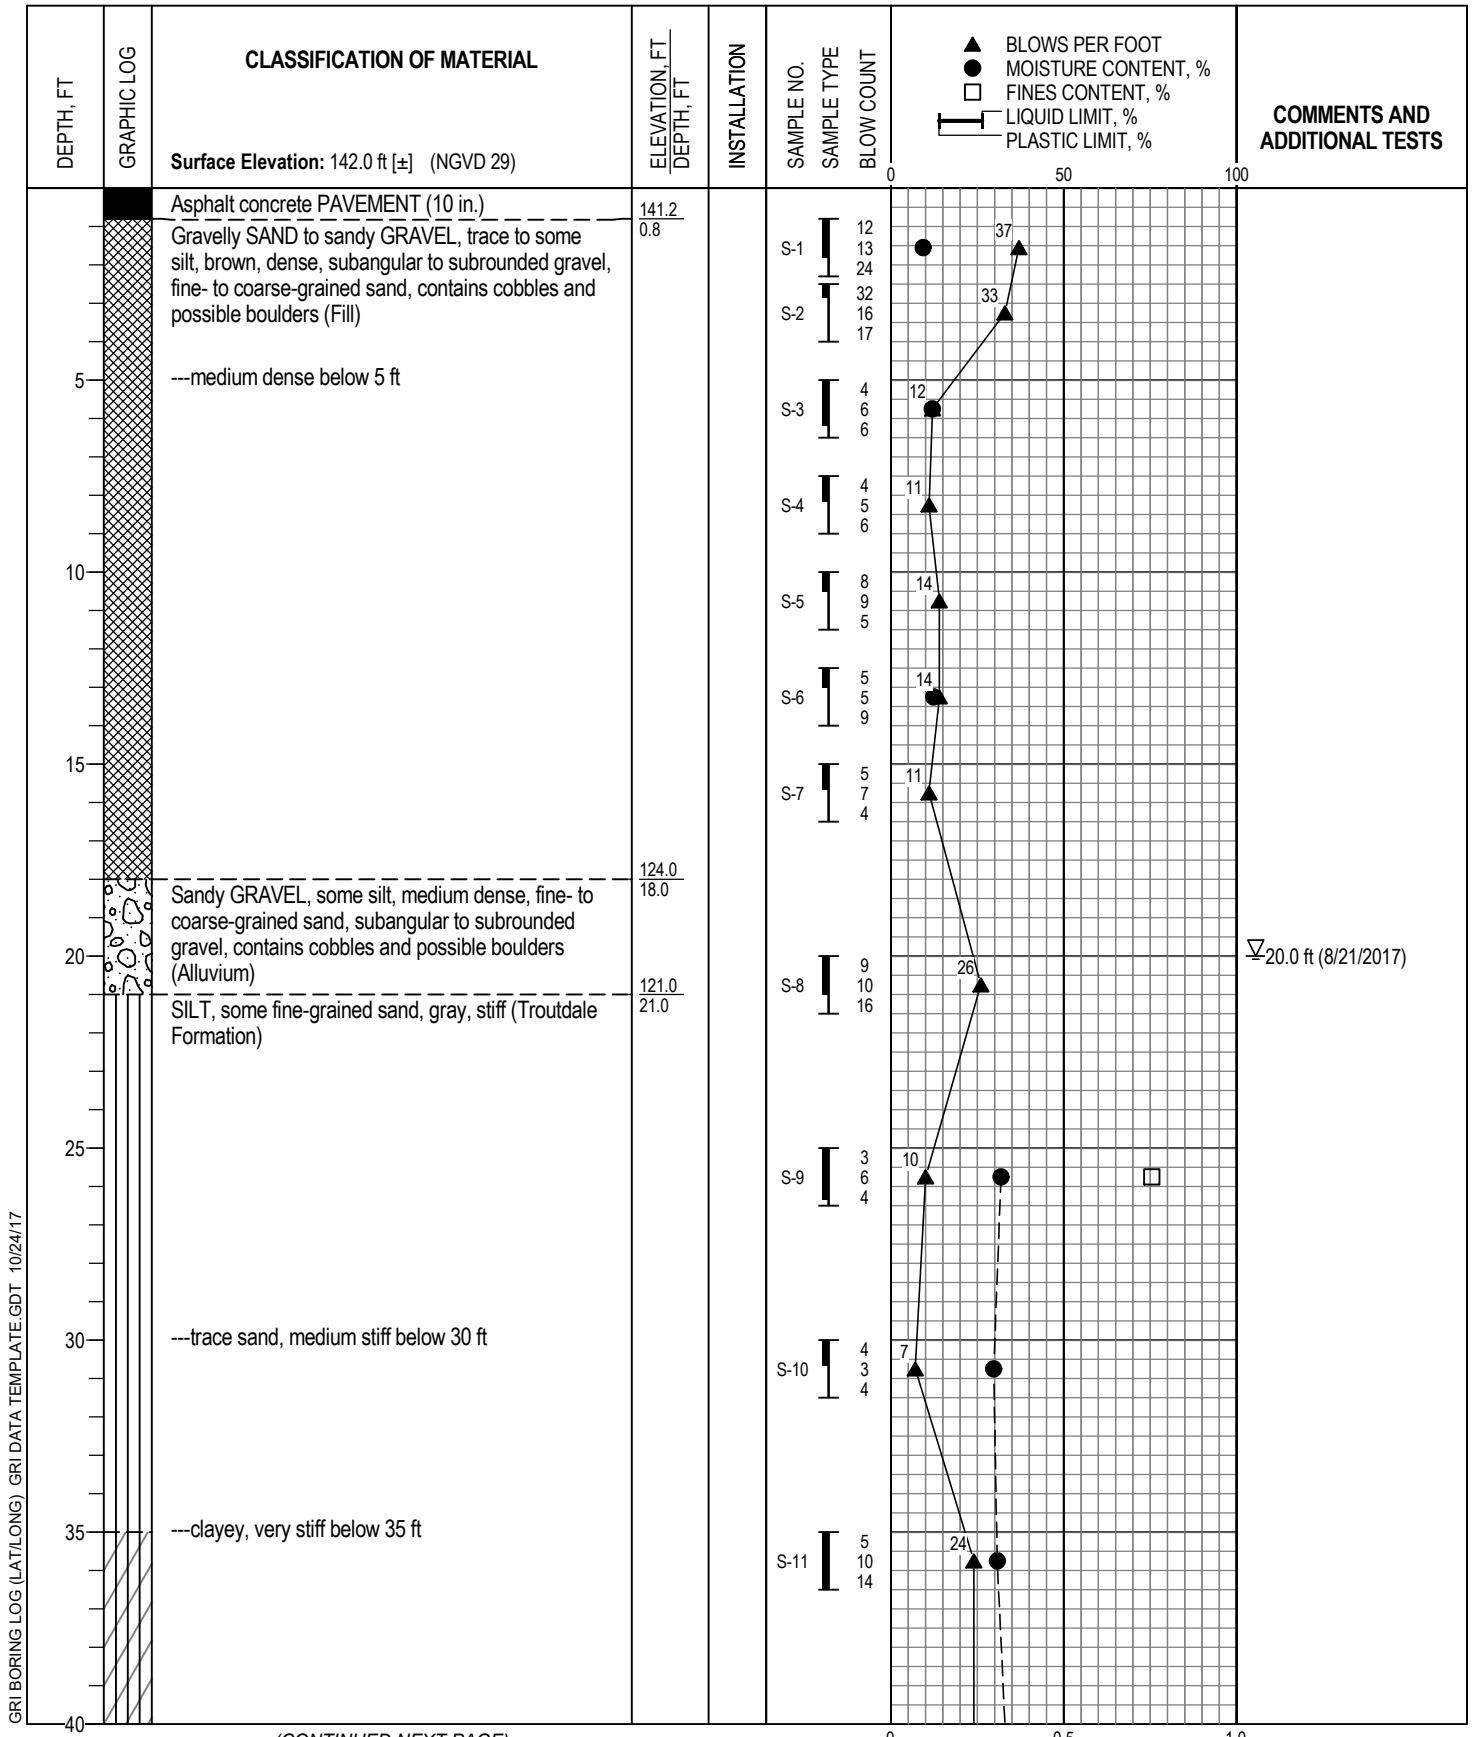 DEPTH, FT
GRAPHIC LOG
CLASSIFICATION OF MATERIAL
Surface Elevation: 142.0 ft [±] (NGVD 29)
ELEVATION, FT
DEPTH, FT
INSTALLATION
SAMPLE NO.
SAMPLE TYPE
BLOW COUNT
BLOWS PER FOOT
MOISTURE CONTENT, %
FINES CONTENT, %
LIQUID LIMIT, %
PLASTIC LIMIT, %
0 50 100
COMMENTS AND
ADDITIONAL TESTS
Asphalt concrete PAVEMENT (10 in.)
141.2
0.8
Gravelly SAND to sandy GRAVEL, trace to some
silt, brown, dense, subangular to subrounded gravel,
fine- to coarse-grained sand, contains cobbles and
possible boulders (Fill)
S-1
12
13
24
37
S-2
32
16
17
33
5
---medium dense below 5 ft
S-3
4
6
6
12
S-4
4
5
6
11
10
S-5
8
9
5
14
S-6
5
5
9
14
15
S-7
5
7
4
11
124.0
18.0
Sandy GRAVEL, some silt, medium dense, fine- to
coarse-grained sand, subangular to subrounded
gravel, contains cobbles and possible boulders
(Alluvium)
20
S-8
9
10
16
26
20.0 ft (8/21/2017)
121.0
21.0
SILT, some fine-grained sand, gray, stiff (Troutdale
Formation)
25
S-9
3
6
4
10
30
---trace sand, medium stiff below 30 ft
S-10
4
3
4
7
35
---clayey, very stiff below 35 ft
S-11
5
10
14
24
40
(CONTINUED NEXT PAGE)
0 0.5 1.0
GRI BORING LOG (LAT/LONG) GRI DATA TEMPLATE.GDT 10/24/17